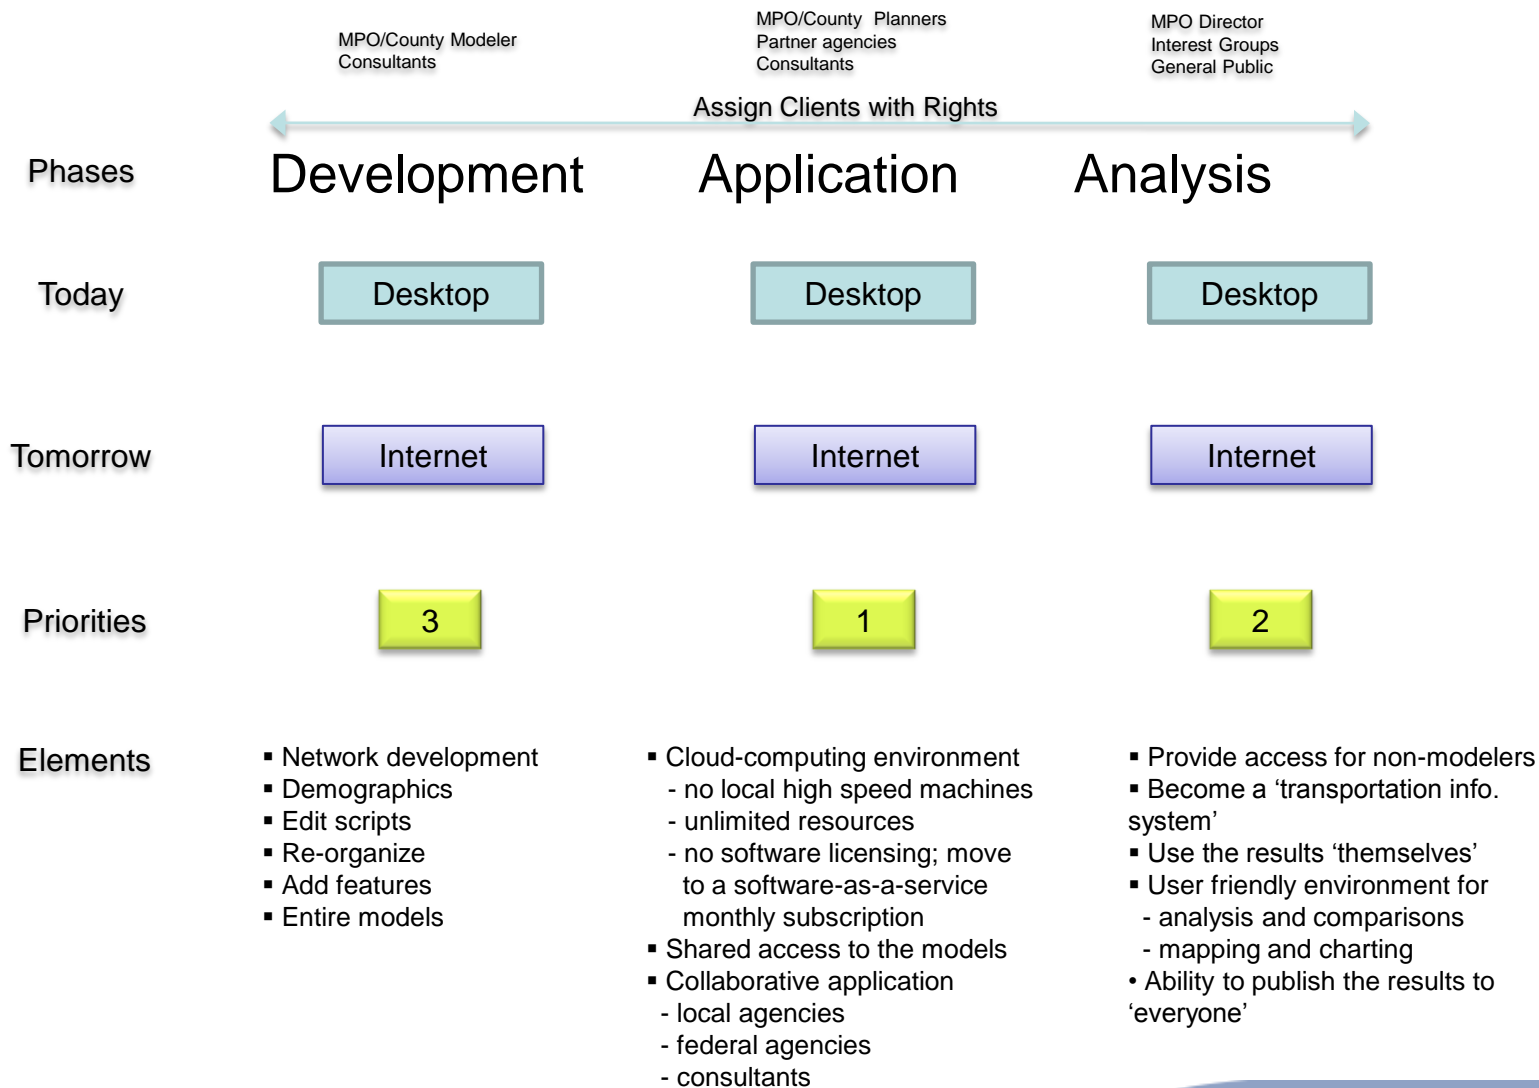 MPO/County Modeler
Consultants
MPO/County Planners
Partner agencies
Consultants
MPO Director
Interest Groups
General Public
Assign Clients with Rights
Phases
Development
Application
Analysis
Today
Desktop
Desktop
Desktop
Tomorrow
Internet
Internet
Internet
Priorities
3
1
2
Elements
▪ Network development
▪ Demographics
▪ Edit scripts
▪ Re-organize
▪ Add features
▪ Entire models
▪ Cloud-computing environment
- no local high speed machines
- unlimited resources
- no software licensing; move
to a software-as-a-service
monthly subscription
▪ Shared access to the models
▪ Collaborative application
- local agencies
- federal agencies
- consultants
▪ Provide access for non-modelers
▪ Become a ‘transportation info.
system’
▪ Use the results ‘themselves’
▪ User friendly environment for
- analysis and comparisons
- mapping and charting
• Ability to publish the results to
‘everyone’